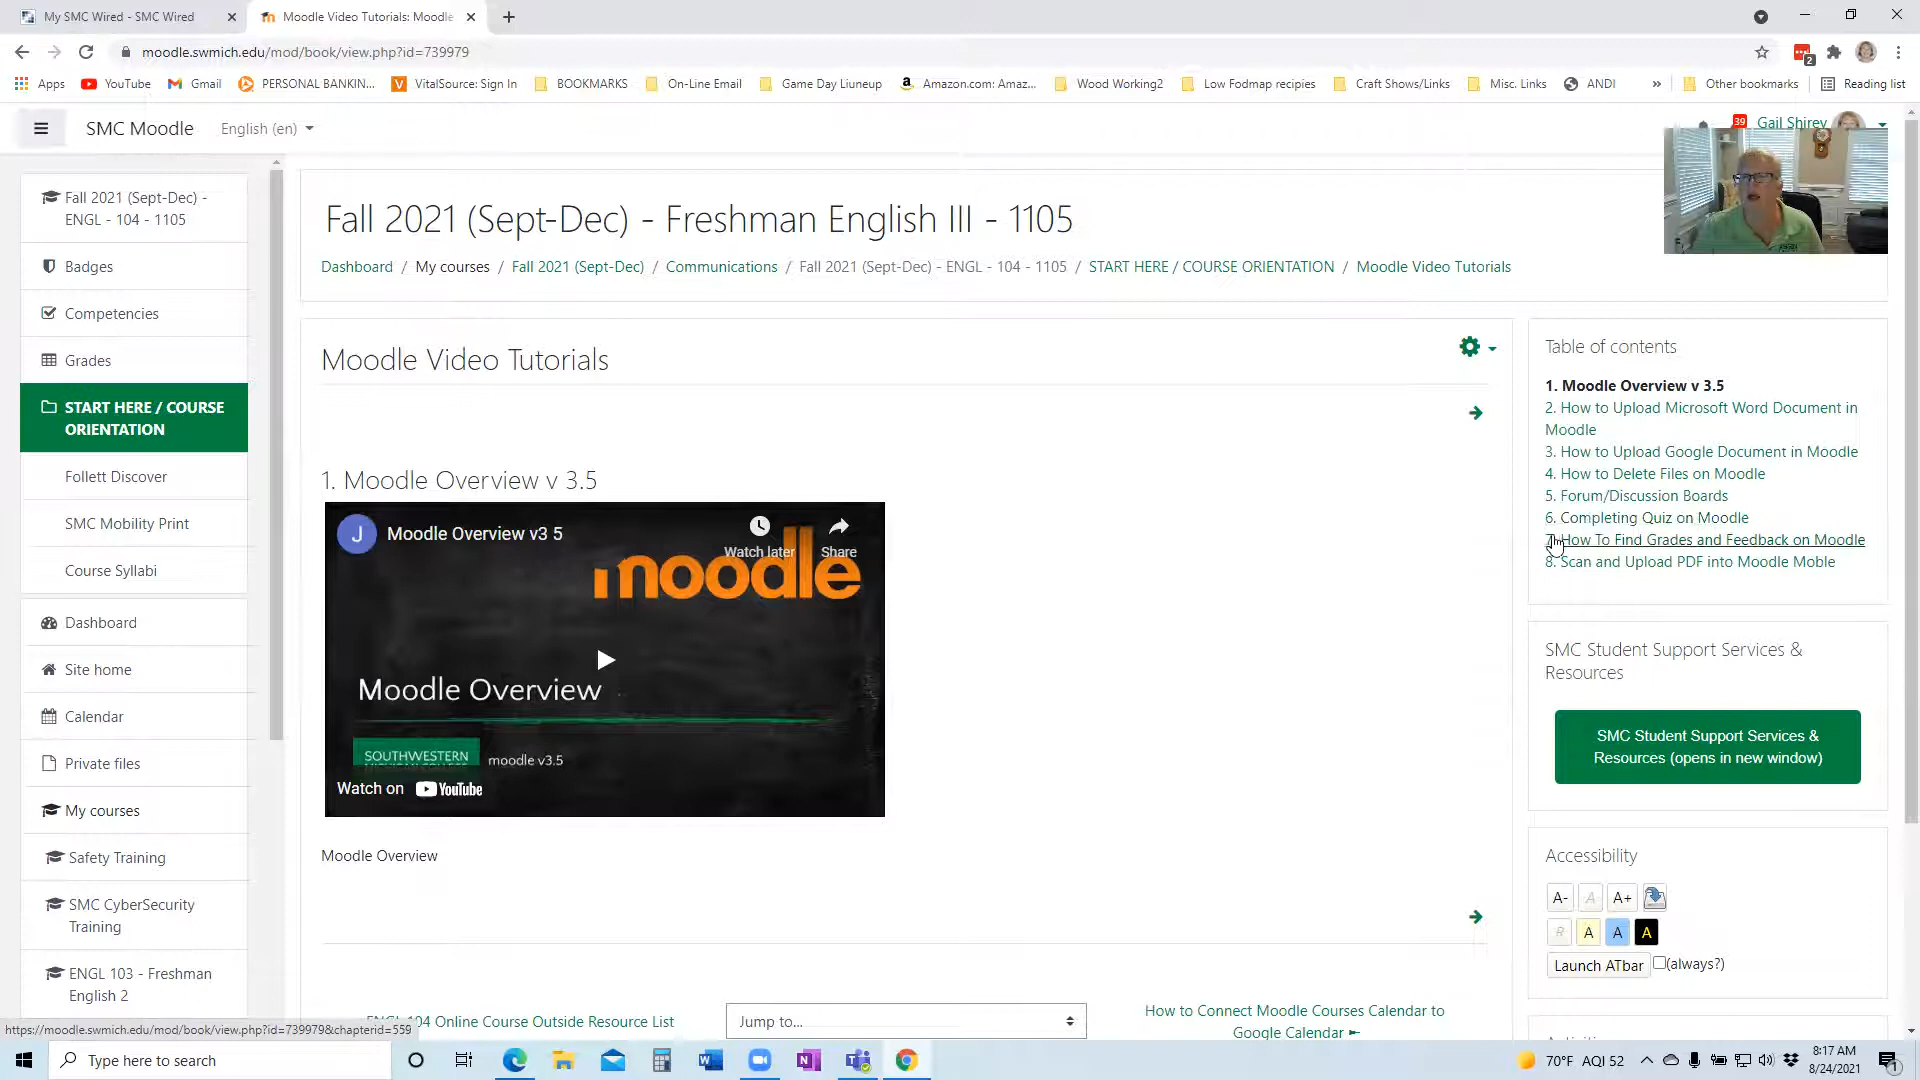 My SMC Wired - SMC Wired
Moodle Video Tutorials: Moodle
moodle.swmich.edu/mod/book/view.php?id=739979
2
Apps
YouTube
Gmail
PERSONAL BANKIN...
VitalSource: Sign In
BOOKMARKS
On-Line Email
Game Day Liuneup
Amazon.com: Amaz...
Wood Working2
Low Fodmap recipies
Craft Shows/Links
Misc. Links
ANDI
»
Other bookmarks
Reading list
SMC Moodle
English (en)
39
Gail Shirey
Fall 2021 (Sept-Dec) -
ENGL - 104 - 1105
Badges
Competencies
Grades
START HERE / COURSE
ORIENTATION
Follett Discover
SMC Mobility Print
Course Syllabi
Dashboard
Site home
Calendar
Private files
My courses
Safety Training
SMC CyberSecurity
Training
ENGL 103 - Freshman
English 2
Fall 2021 (Sept-Dec) - Freshman English III - 1105
Dashboard / My courses / Fall 2021 (Sept-Dec) / Communications / Fall 2021 (Sept-Dec) - ENGL - 104 - 1105 / START HERE / COURSE ORIENTATION / Moodle Video Tutorials
Moodle Video Tutorials
1. Moodle Overview v 3.5
J
Moodle Overview v3 5
Watch later
Share
moodle
Moodle Overview
SOUTHWESTERN
moodle v3.5
Watch on YouTube
Moodle Overview
ENGL 104 Online Course Outside Resource List
Jump to...
How to Connect Moodle Courses Calendar to
Google Calendar ►
Table of contents
1. Moodle Overview v 3.5
2. How to Upload Microsoft Word Document in
Moodle
3. How to Upload Google Document in Moodle
4. How to Delete Files on Moodle
5. Forum/Discussion Boards
6. Completing Quiz on Moodle
7. How To Find Grades and Feedback on Moodle
8. Scan and Upload PDF into Moodle Moble
SMC Student Support Services &
Resources
SMC Student Support Services &
Resources (opens in new window)
Accessibility
A- A A+
R A A A
Launch ATbar
(always?)
https://moodle.swmich.edu/mod/book/view.php?id=739979&chapterid=559
Type here to search
70°F AQI 52
8:17 AM
8/24/2021
1